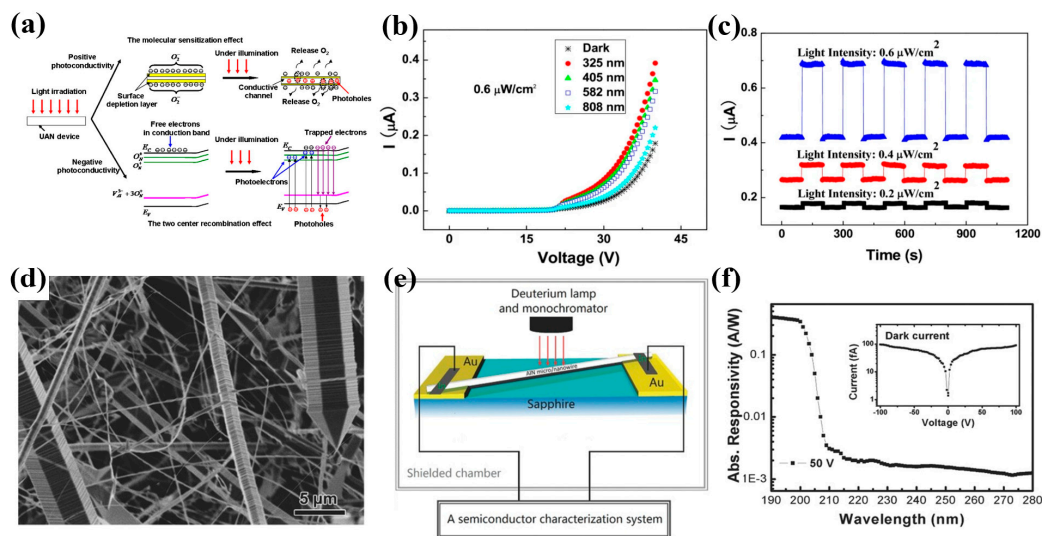 (a)
The molecular sensitization effect
Positive
photoconductivity
Under illumination
Release O2
Light irradiation
Surface
depletion layer
Conductive
channel
Release O2
Photoholes
UAN device
Free electrons
in conduction band
Under illumination
Trapped electrons
EC
EC
Negative
photoconductivity
Photoelectrons
EF
EF
Photoholes
The two center recombination effect
(b)
I (μA)
0.4
0.3
0.2
0.1
0.0
0.6 μW/cm2
Dark
325 nm
405 nm
582 nm
808 nm
0 15 30 45
Voltage (V)
(c)
I (μA)
0.8
0.6
0.4
0.2
Light Intensity: 0.6 μW/cm2
Light Intensity: 0.4 μW/cm2
Light Intensity: 0.2 μW/cm2
0 300 600 900 1200
Time (s)
(d)
5 μm
(e)
Deuterium lamp
and monochromator
Au
AlN micro/nanowire
Au
Sapphire
Shielded chamber
A semiconductor characterization system
(f)
Abs. Responsivity (A/W)
0.1
0.01
1E-3
50 V
Dark current
Current (fA)
100
10
1
-100 -50 0 50 100
Voltage (V)
190 200 210 220 230 240 250 260 270 280
Wavelength (nm)